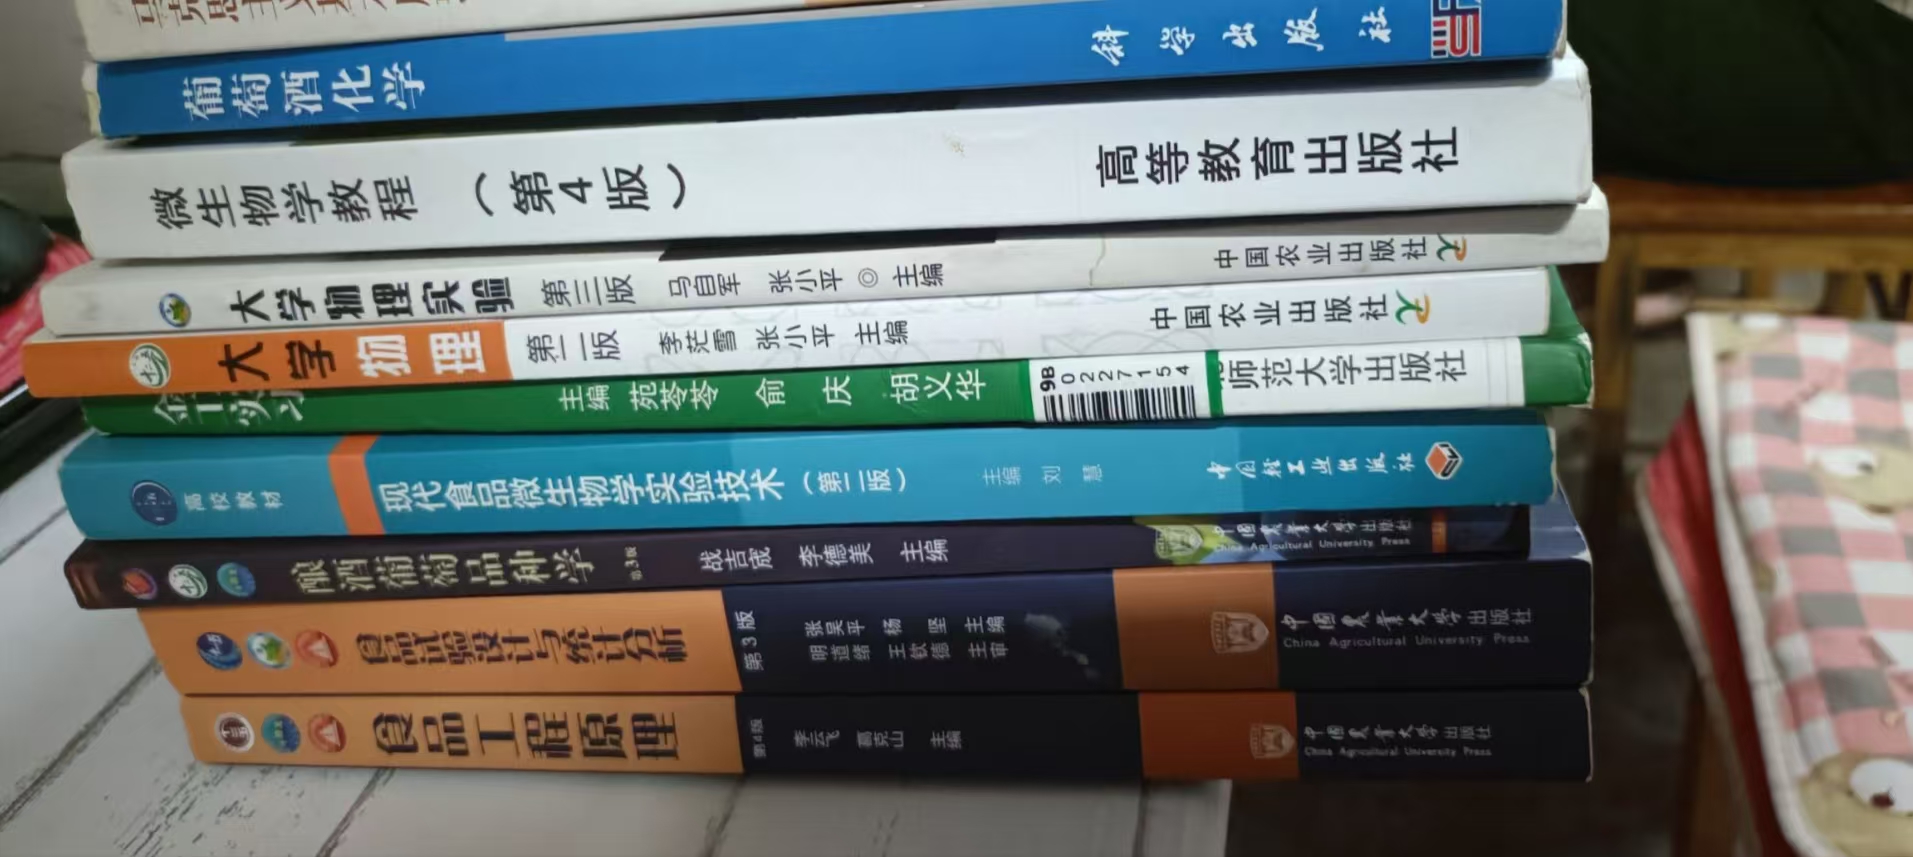 葡萄酒化学 科学出版社
微生物学教程 （第4版） 高等教育出版社
大学物理实验 第三版 马自军 张小平 ◎ 主编 中国农业出版社
大学物理 第二版 李茫雪 张小平 主编 中国农业出版社
金工实习 主编 苑苓苓 俞 庆 胡义华 9B 0227154 师范大学出版社
高校教材 现代食品微生物学实验技术（第二版） 主编 刘 慧 中国轻工业出版社
酿酒葡萄品种学 第3版 战吉宬 李德美 主编 中国农业大学出版社
China Agricultural University Press
食品试验设计与统计分析 第3版 张吴平 杨 坚 主编
明道绪 王钦德 主审
中国农业大学出版社
China Agricultural University Press
食品工程原理 第4版 李云飞 葛克山 主编 中国农业大学出版社
China Agricultural University Press